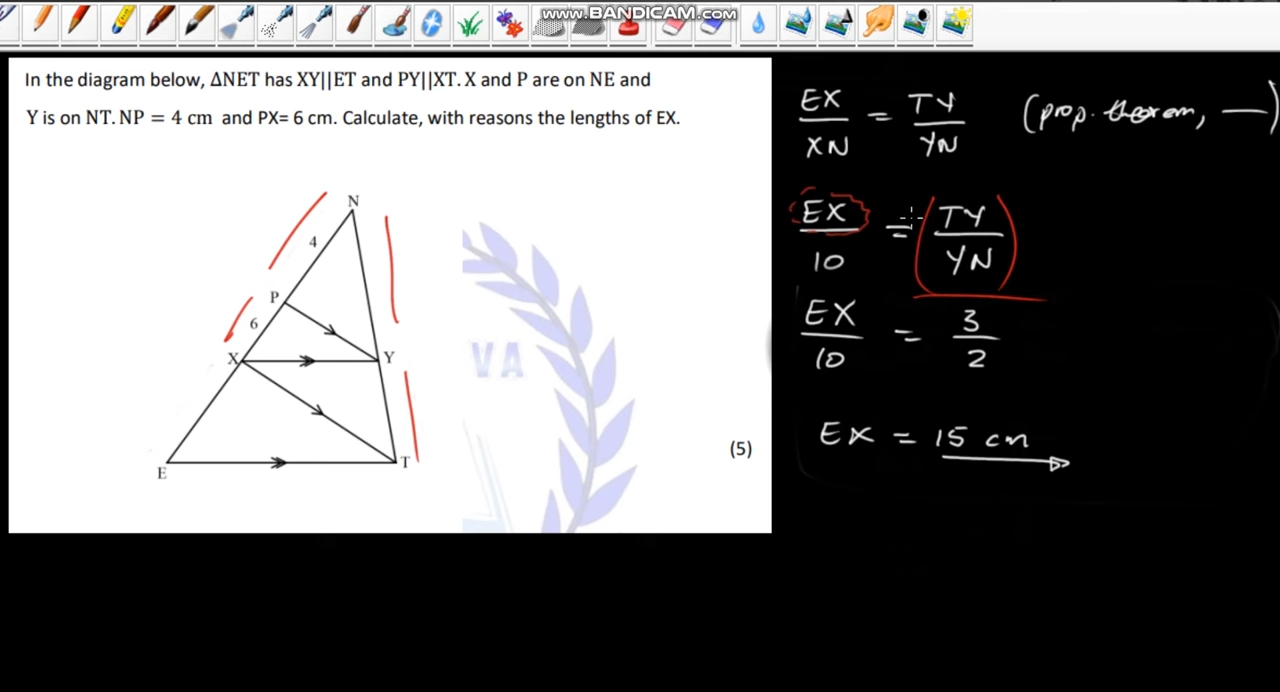 www.BANDICAM.com
In the diagram below, ΔNET has XY||ET and PY||XT. X and P are on NE and
Y is on NT. NP = 4 cm and PX= 6 cm. Calculate, with reasons the lengths of EX.
N
4
P
6
X
Y
E
T
VA
(5)
EX/XN = TY/YN (prop. theorem, —)
EX/10 = (TY/YN)
EX/10 = 3/2
EX = 15 cm